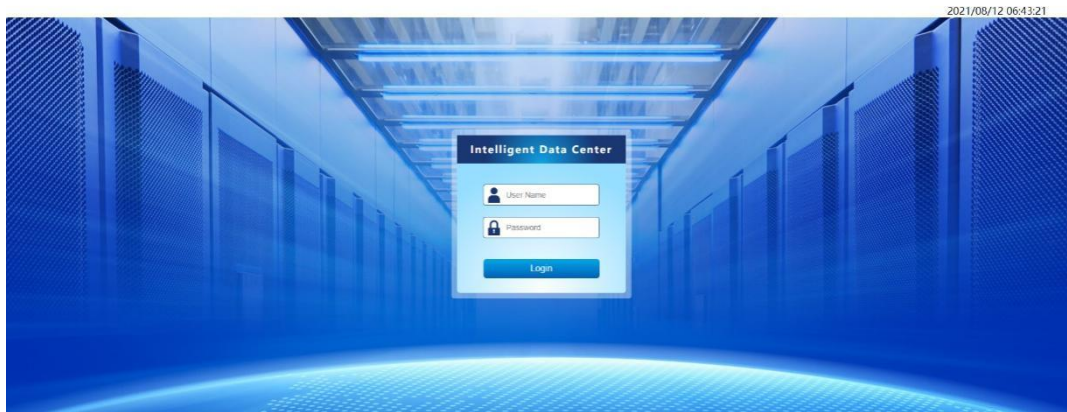 2021/08/12 06:43:21
Intelligent Data Center
User Name
Password
Login